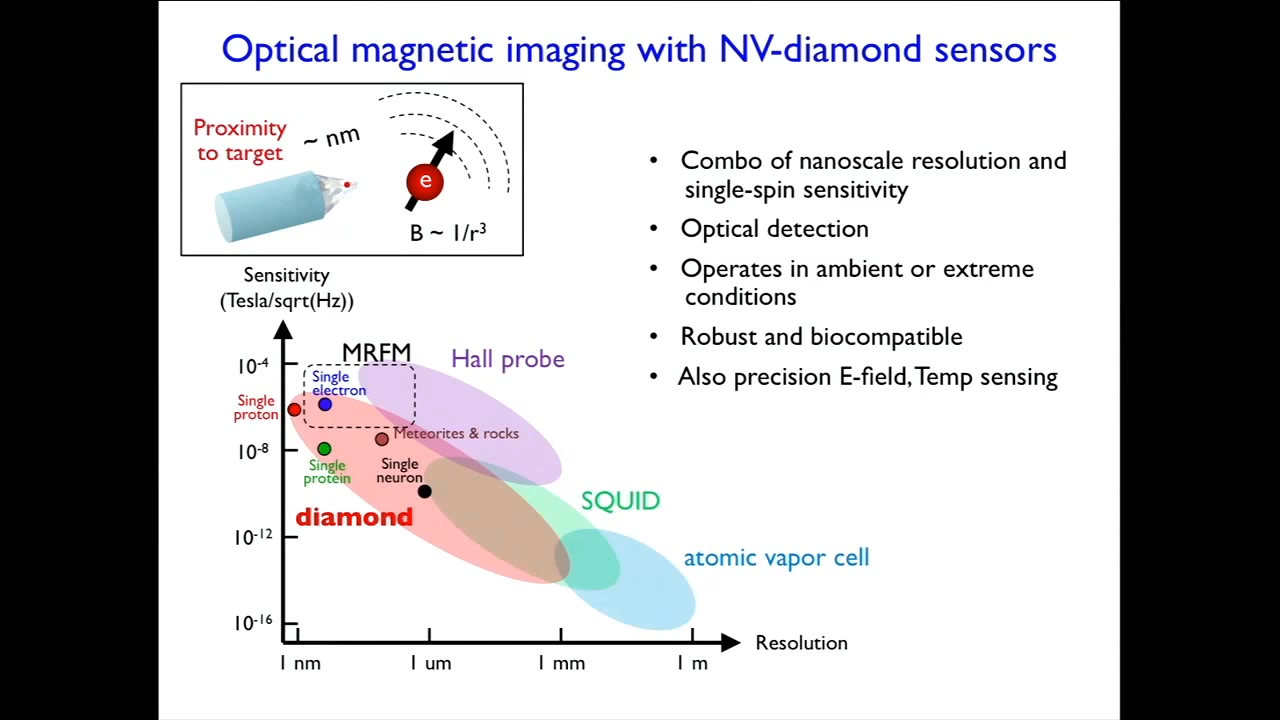 Optical magnetic imaging with NV-diamond sensors
Proximity
to target
~ nm
e
B ~ 1/r³
• Combo of nanoscale resolution and
single-spin sensitivity
• Optical detection
• Operates in ambient or extreme
conditions
• Robust and biocompatible
• Also precision E-field, Temp sensing
Sensitivity
(Tesla/sqrt(Hz))
MRFM
Hall probe
10⁻⁴
Single
electron
Single
proton
Meteorites & rocks
10⁻⁸
Single
protein
Single
neuron
diamond
SQUID
10⁻¹²
atomic vapor cell
10⁻¹⁶
Resolution
1 nm
1 um
1 mm
1 m